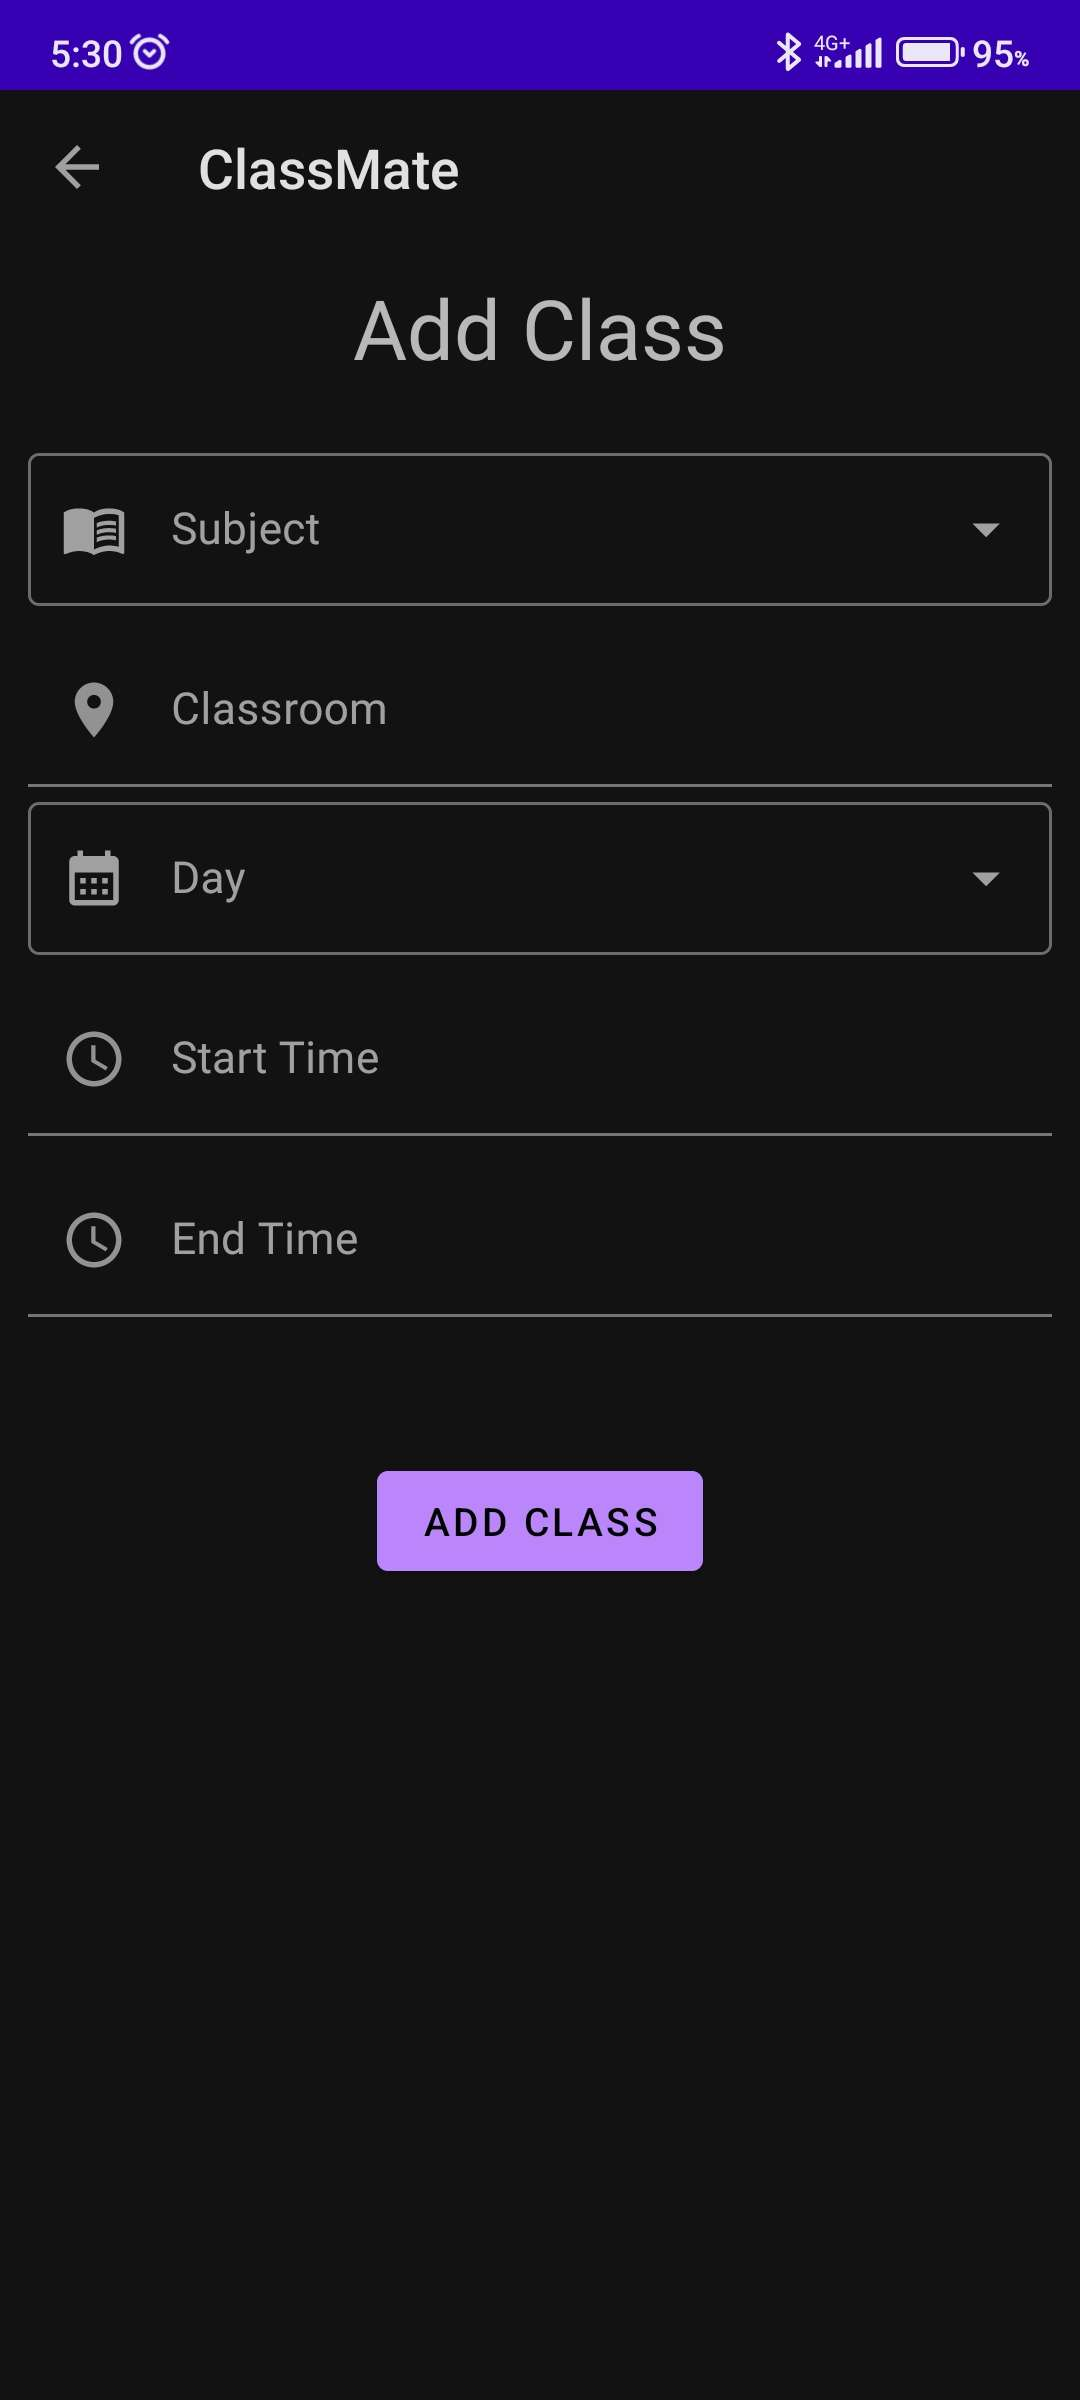 5:30 4G+ 95%
ClassMate
Add Class
Subject
Classroom
Day
Start Time
End Time
ADD CLASS